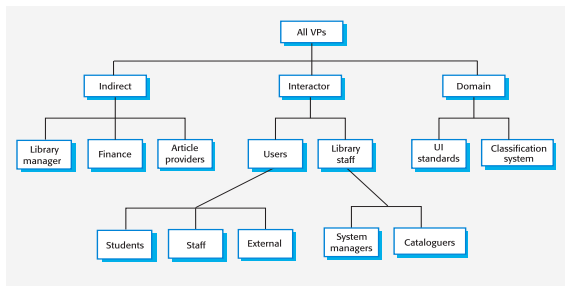 All VPs
Indirect
Interactor
Domain
Library
manager
Finance
Article
providers
Users
Library
staff
UI
standards
Classification
system
Students
Staff
External
System
managers
Cataloguers